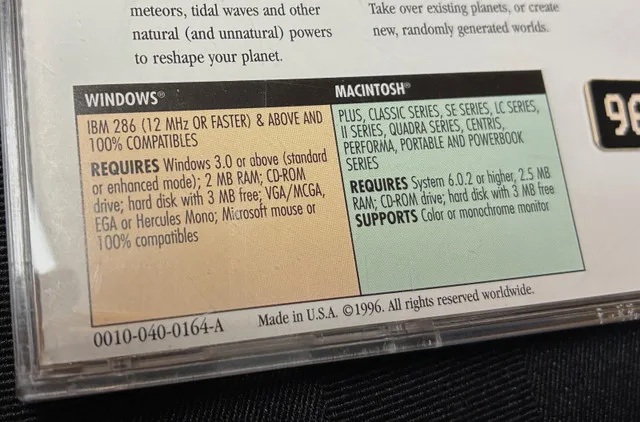 meteors, tidal waves and other
natural (and unnatural) powers
to reshape your planet.
Take over existing planets, or create
new, randomly generated worlds.
WINDOWS®
IBM 286 (12 MHz OR FASTER) & ABOVE AND
100% COMPATIBLES
REQUIRES Windows 3.0 or above (standard
or enhanced mode); 2 MB RAM; CD-ROM
drive; hard disk with 3 MB free; VGA/MCGA,
EGA or Hercules Mono; Microsoft mouse or
100% compatibles
MACINTOSH®
PLUS, CLASSIC SERIES, SE SERIES, LC SERIES,
II SERIES, QUADRA SERIES, CENTRIS,
PERFORMA, PORTABLE AND POWERBOOK
SERIES
REQUIRES System 6.0.2 or higher, 2.5 MB
RAM; CD-ROM drive; hard disk with 3 MB free
SUPPORTS Color or monochrome monitor
96
0010-040-0164-A
Made in U.S.A. ©1996. All rights reserved worldwide.